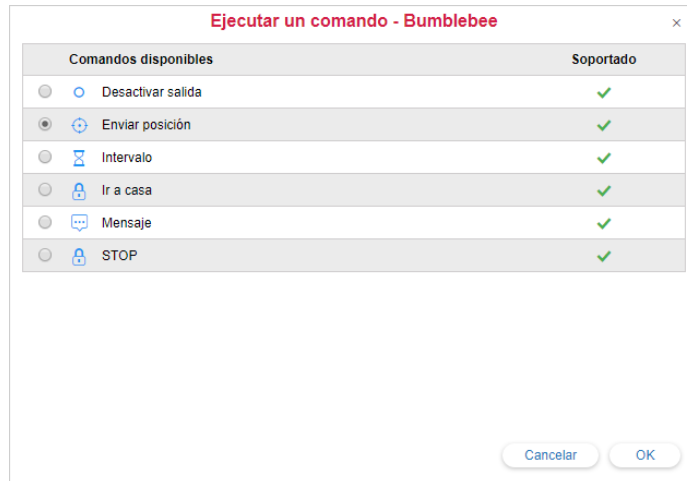 Ejecutar un comando - Bumblebee
×
Comandos disponibles Soportado
Desactivar salida
Enviar posición
Intervalo
Ir a casa
Mensaje
STOP
Cancelar OK